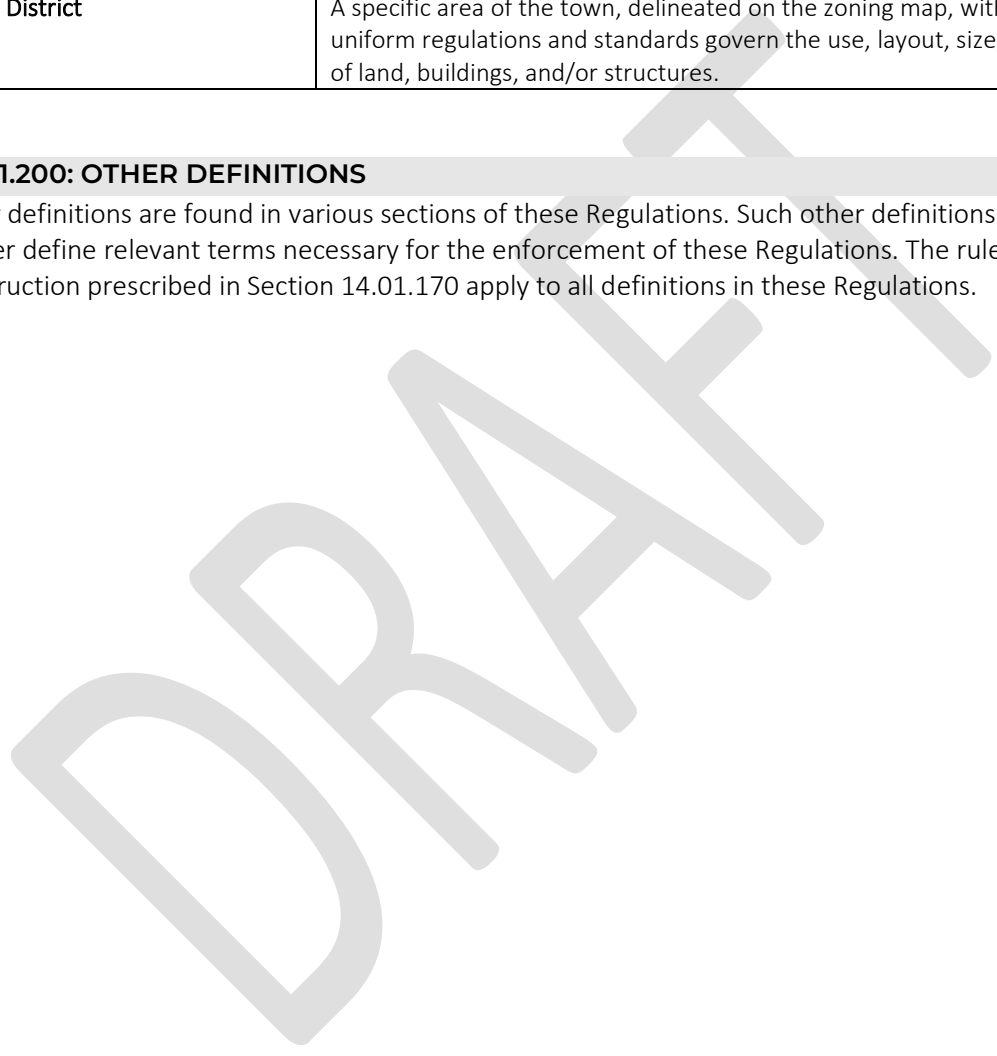 District
A specific area of the town, delineated on the zoning map, with
uniform regulations and standards govern the use, layout, size
of land, buildings, and/or structures.
1.200: OTHER DEFINITIONS
definitions are found in various sections of these Regulations. Such other definitions
er define relevant terms necessary for the enforcement of these Regulations. The rule
ruction prescribed in Section 14.01.170 apply to all definitions in these Regulations.
DRAFT